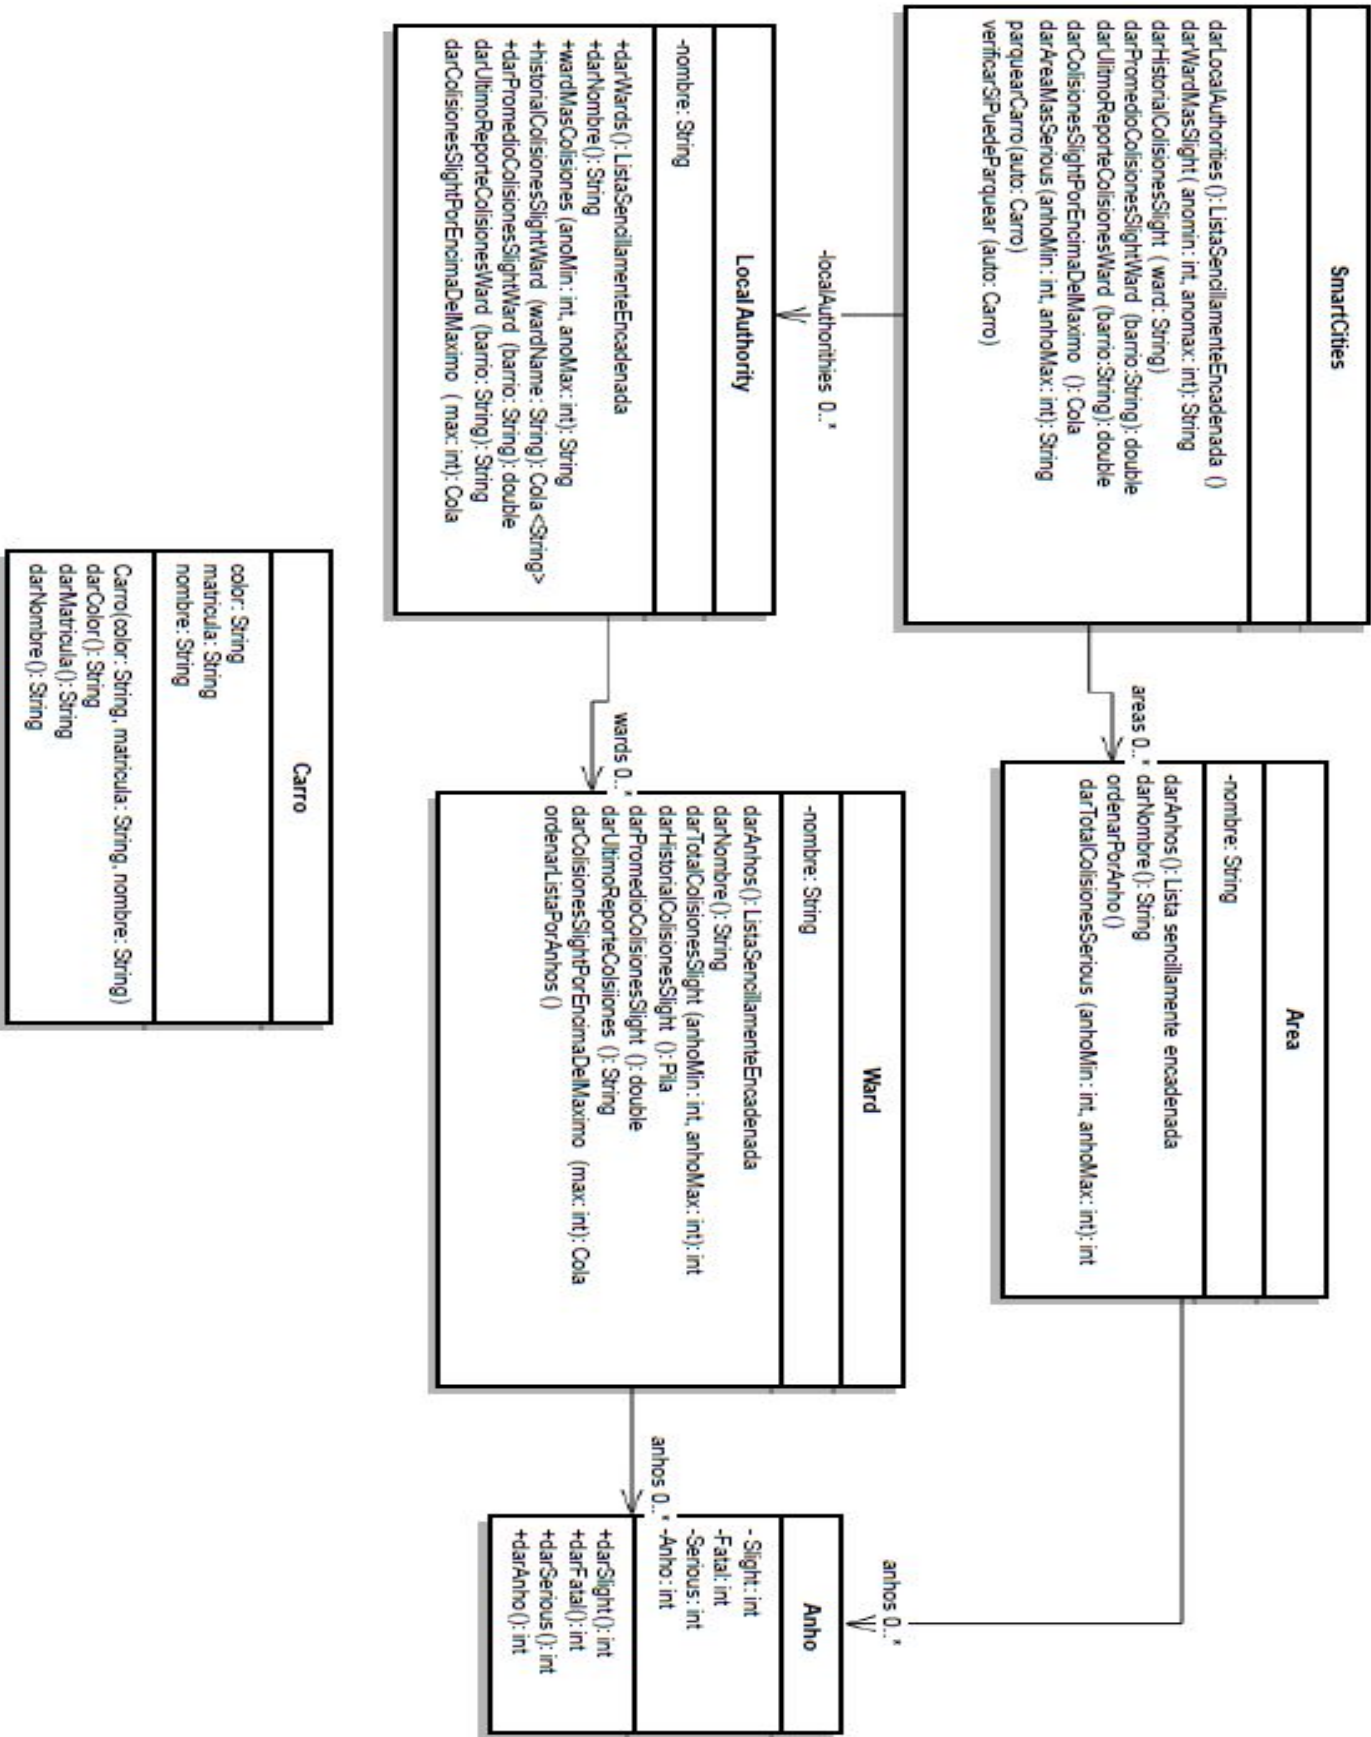 SmartCities
darLocalAuthorities (): ListaSencillamenteEncadenada ()
darWardMasSlight ( anomin: int, anomax: int): String
darHistorialColisionesSlight ( ward: String)
darPromedioColisionesSlightWard (barrio:String): double
darUlitmoReporteColisionesWard (barrio:String): double
darColisionesSlightPorEncimaDelMaximo (): Cola
darAreaMasSerious (anhoMin: int, anhoMax: int): String
parquearCarro(auto: Carro)
verificarSiPuedeParquear (auto: Carro)
areas 0..*
Area
-nombre: String
darAnhos(): Lista sencillamente encadenada
darNombre(): String
ordenarPorAnho()
darTotalColisionesSerious (anhoMin: int, anhoMax: int): int
-localAuthorithies 0..*
anhos 0..*
LocalAuthority
-nombre: String
+darWards(): ListaSencillamenteEncadenada
+darNombre(): String
+wardMasColisiones (anoMin: int, anoMax: int): String
+historialColisionesSlightWard (wardName: String): Cola <String>
+darPromedioColisionesSlightWard (barrio: String): double
darUltimoReporteColisionesWard (barrio: String): String
darColisionesSlightPorEncimaDelMaximo ( max: int): Cola
wards 0..*
Ward
-nombre: String
darAnhos(): ListaSencillamenteEncadenada
darNombre(): String
darTotalColisionesSlight (anhoMin: int, anhoMax: int): int
darHistorialColisionesSlight (): Pila
darPromedioColisionesSlight (): double
darUltimoReporteColsiiones (): String
darColisionesSlightPorEncimaDelMaximo (max: int): Cola
ordenarListaPorAnhos ()
anhos 0..*
Anho
- Slight: int
-Fatal: int
-Serious: int
-Anho: int
+darSlight(): int
+darFatal(): int
+darSerious (): int
+darAnho(): int
Carro
color: String
matricula: String
nombre: String
Carro(color: String, matricula: String, nombre: String)
darColor(): String
darMatricula(): String
darNombre(): String